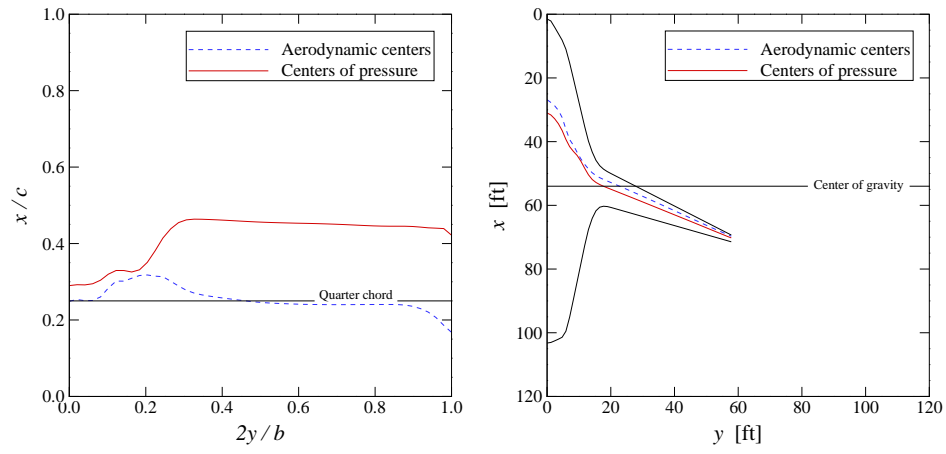 1.0
0.8
0.6
0.4
0.2
0.0
x / c
0.0 0.2 0.4 0.6 0.8 1.0
2y / b
Aerodynamic centers
Centers of pressure
Quarter chord
0
20
40
60
80
100
120
x [ft]
0 20 40 60 80 100 120
y [ft]
Aerodynamic centers
Centers of pressure
Center of gravity